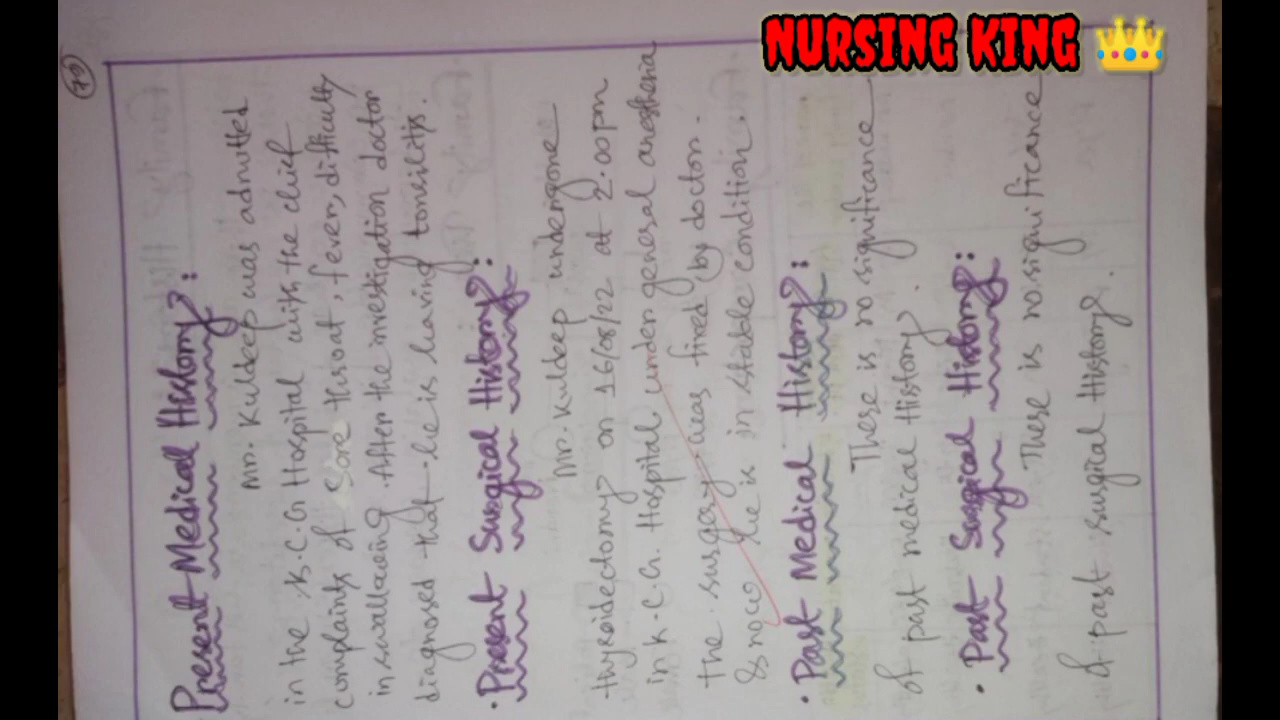 NURSING KING 👑
70
Present Medical History:
Mr. Kuldeep was admitted
in the K.C.G Hospital with the chief
complaints of sore throat, fever, difficulty
in swallowing. After the investigation doctor
diagnosed that he is having tonsilitis.
• Present Surgical History:
Mr. Kuldeep undergone
thyroidectomy on 16/08/22 at 2.00pm
in K.C.G. Hospital under general anesthesia
the surgery was fixed by doctor.
& now he is in stable condition.
• Past Medical History:
There is no significance
of past medical History.
• Past Surgical History:
There is no significance
of past surgical History.